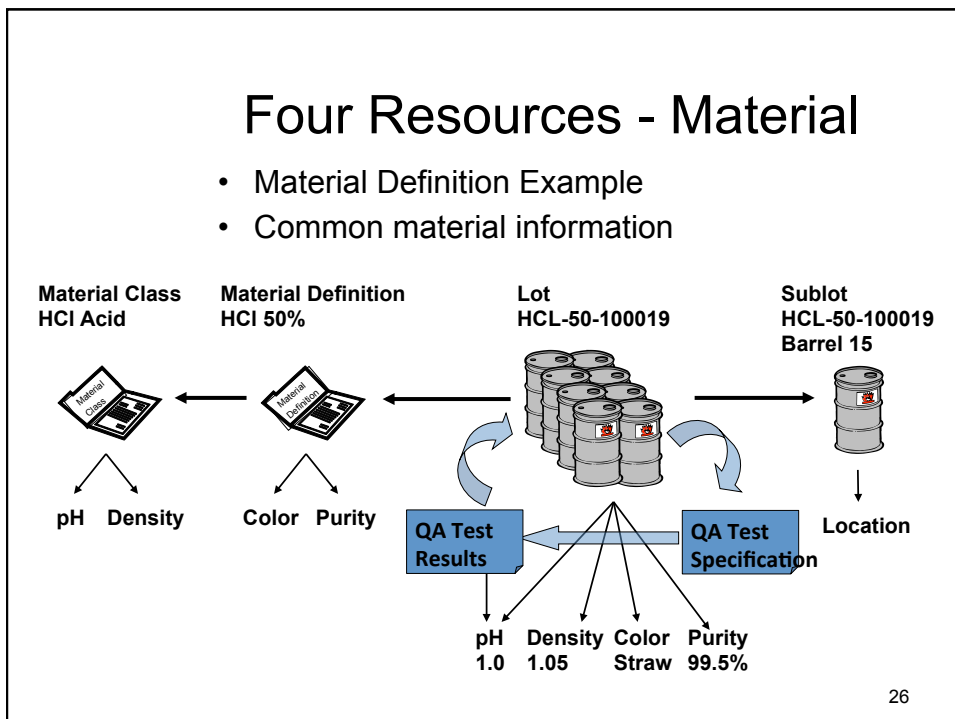 Four Resources - Material
• Material Definition Example
• Common material information
Material Class
HCl Acid
Material Definition
HCl 50%
Lot
HCL-50-100019
Sublot
HCL-50-100019
Barrel 15
Material
Class
Material
Definition
pH Density
Color Purity
QA Test
Results
QA Test
Specification
Location
pH Density Color Purity
1.0 1.05 Straw 99.5%
26